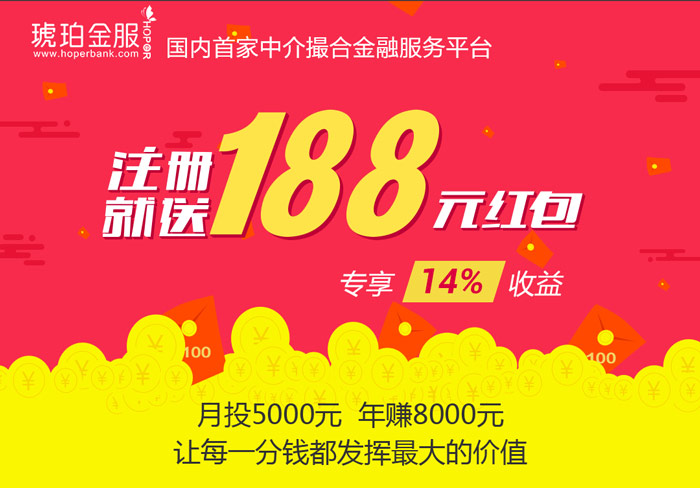 琥珀金服
www.hoperbank.com
HOPOR
国内首家中介撮合金融服务平台
注册
就送188元红包
专享 14% 收益
100
100
月投5000元 年赚8000元
让每一分钱都发挥最大的价值